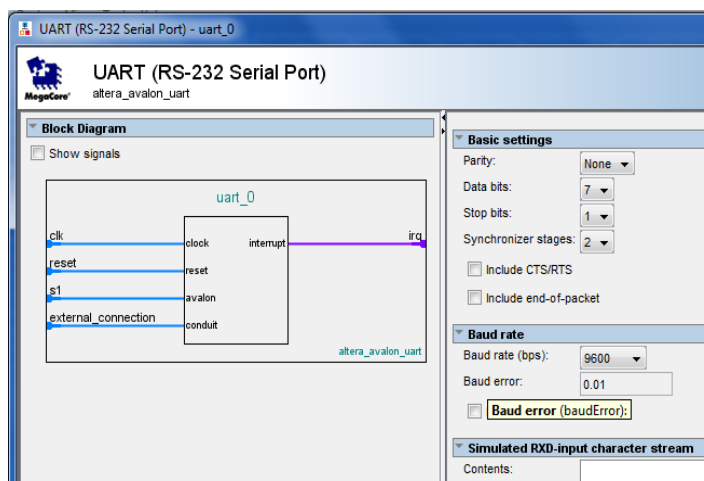 UART (RS-232 Serial Port) - uart_0
MegaCore'
UART (RS-232 Serial Port)
altera_avalon_uart
Block Diagram
Show signals
uart_0
clk
clock
interrupt
irq
reset
reset
s1
avalon
external_connection
conduit
altera_avalon_uart
Basic settings
Parity: None
Data bits: 7
Stop bits: 1
Synchronizer stages: 2
Include CTS/RTS
Include end-of-packet
Baud rate
Baud rate (bps): 9600
Baud error: 0.01
Baud error (baudError):
Simulated RXD-input character stream
Contents: